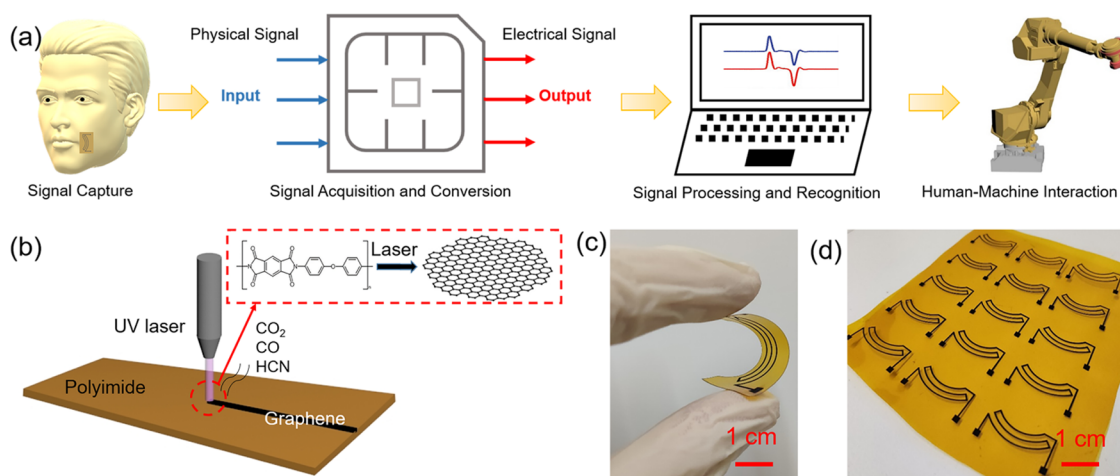 (a)
Physical Signal
Electrical Signal
Input
Output
Signal Capture
Signal Acquisition and Conversion
Signal Processing and Recognition
Human-Machine Interaction
(b)
Laser
UV laser
CO2
CO
HCN
Polyimide
Graphene
(c)
1 cm
(d)
1 cm